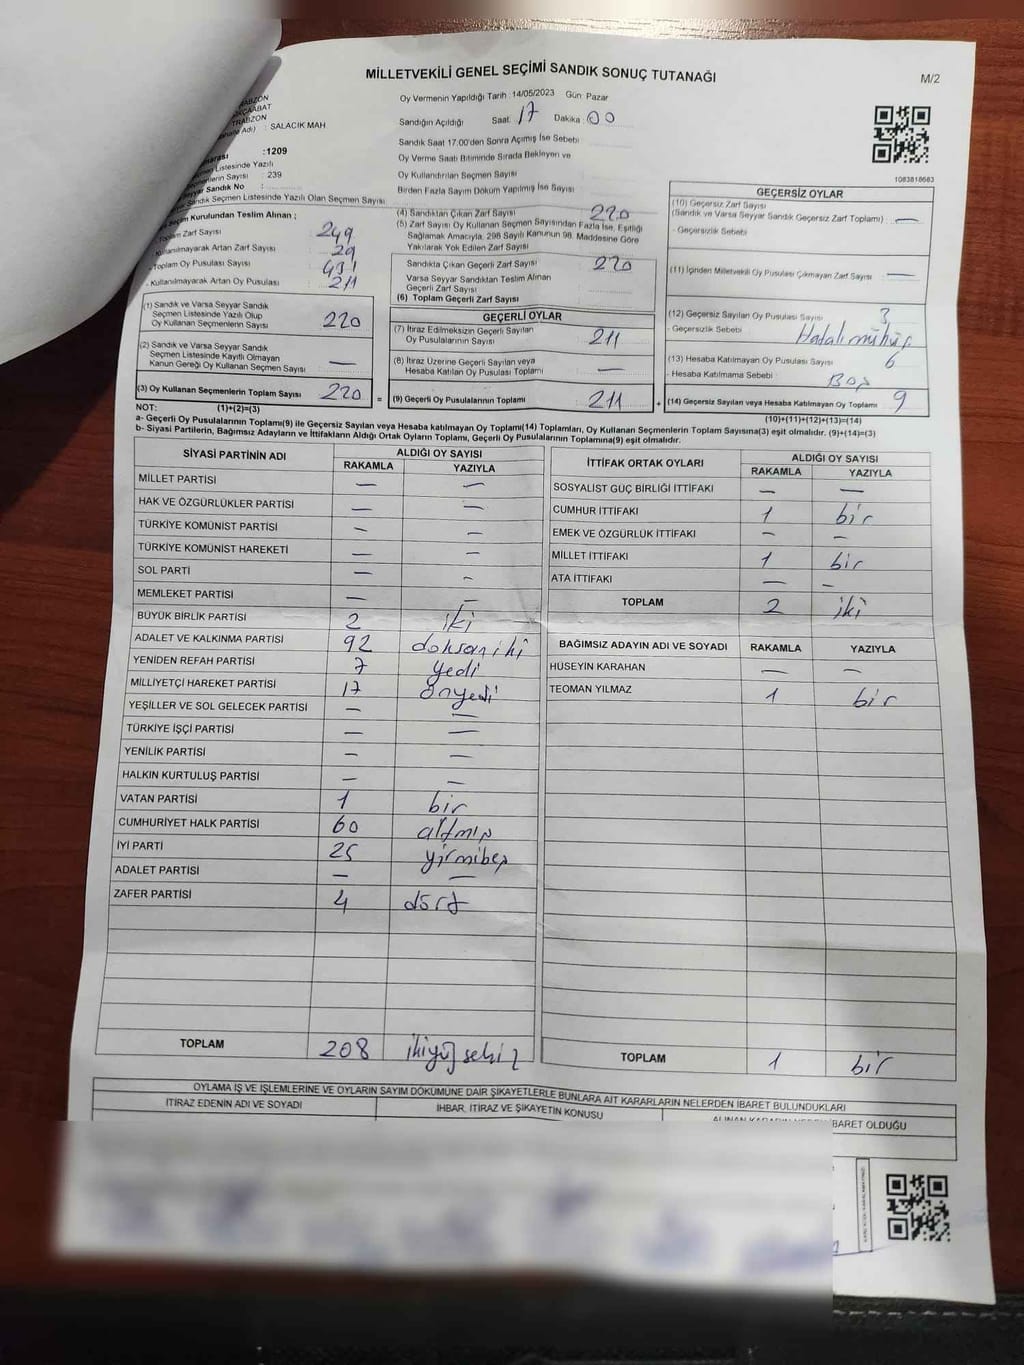 MİLLETVEKİLİ GENEL SEÇİMİ SANDIK SONUÇ TUTANAĞI
M/2
Oy Vermenin Yapıldığı Tarih : 14/05/2023 Gün : Pazar
TRABZON
AKÇAABAT
TRABZON
: SALACIK MAH
Sandığın Açıldığı Saat : 17 Dakika : 00
Sandık Saat 17.00'den Sonra Açımış İse Sebebi
Oy Verme Saati Bitiminde Sırada Bekleyen ve
Oy Kullandırılan Seçmen Sayısı
Birden Fazla Sayım Döküm Yapılmış İse Sayısı
: 1209
Listesinde Yazılı
Sayısı : 239
Seyyar Sandık No :
Sandık Seçmen Listesinde Yazılı Olan Seçmen Sayısı
1083818683
Seçim Kurulundan Teslim Alınan ;
Toplam Zarf Sayısı 249
Kullanılmayarak Artan Zarf Sayısı 29
- Toplam Oy Pusulası Sayısı 431
- Kullanılmayarak Artan Oy Pusulası 211
(1) Sandık ve Varsa Seyyar Sandık
Seçmen Listesinde Yazılı Olup
Oy Kullanan Seçmenlerin Sayısı 220
(2) Sandık ve Varsa Seyyar Sandık
Seçmen Listesinde Kayıtlı Olmayan
Kanun Gereği Oy Kullanan Seçmen Sayısı —
(3) Oy Kullanan Seçmenlerin Toplam Sayısı 220 =
(4) Sandıktan Çıkan Zarf Sayısı 220
(5) Zarf Sayısı Oy Kullanan Seçmen Sayısından Fazla İse, Eşitliği
Sağlamak Amacıyla, 298 Sayılı Kanunun 98. Maddesine Göre
Yakılarak Yok Edilen Zarf Sayısı
Sandıkta Çıkan Geçerli Zarf Sayısı 220
Varsa Seyyar Sandıktan Teslim Alınan
Geçerli Zarf Sayısı
(6) Toplam Geçerli Zarf Sayısı
GEÇERLİ OYLAR
(7) İtiraz Edilmeksizin Geçerli Sayılan
Oy Pusulalarının Sayısı 211
(8) İtiraz Üzerine Geçerli Sayılan veya
Hesaba Katılan Oy Pusulası Toplamı —
(9) Geçerli Oy Pusulalarının Toplamı 211 +
GEÇERSİZ OYLAR
(10) Geçersiz Zarf Sayısı
(Sandık ve Varsa Seyyar Sandık Geçersiz Zarf Toplamı) —
- Geçersizlik Sebebi
(11) İçinden Milletvekili Oy Pusulası Çıkmayan Zarf Sayısı —
(12) Geçersiz Sayılan Oy Pusulası Sayısı 3
- Geçersizlik Sebebi : Hatalı mühür
(13) Hesaba Katılmayan Oy Pusulası Sayısı 6
- Hesaba Katılmama Sebebi : Boş
(14) Geçersiz Sayılan veya Hesaba Katılmayan Oy Toplamı 9
NOT: (1)+(2)=(3) (10)+(11)+(12)+(13)=(14)
a- Geçerli Oy Pusulalarının Toplamı(9) ile Geçersiz Sayılan veya Hesaba katılmayan Oy Toplamı(14) Toplamları, Oy Kullanan Seçmenlerin Toplam Sayısına(3) eşit olmalıdır. (9)+(14)=(3)
b- Siyasi Partilerin, Bağımsız Adayların ve İttifakların Aldığı Ortak Oyların Toplamı, Geçerli Oy Pusulalarının Toplamına(9) eşit olmalıdır.
SİYASİ PARTİNİN ADI ALDIĞI OY SAYISI
RAKAMLA YAZIYLA
MİLLET PARTİSİ — —
HAK VE ÖZGÜRLÜKLER PARTİSİ — —
TÜRKİYE KOMÜNİST PARTİSİ — —
TÜRKİYE KOMÜNİST HAREKETİ — —
SOL PARTİ — —
MEMLEKET PARTİSİ — —
BÜYÜK BİRLİK PARTİSİ 2 iki
ADALET VE KALKINMA PARTİSİ 92 doksaniki
YENİDEN REFAH PARTİSİ 7 yedi
MİLLİYETÇİ HAREKET PARTİSİ 17 onyedi
YEŞİLLER VE SOL GELECEK PARTİSİ — —
TÜRKİYE İŞÇİ PARTİSİ — —
YENİLİK PARTİSİ — —
HALKIN KURTULUŞ PARTİSİ — —
VATAN PARTİSİ 1 bir
CUMHURİYET HALK PARTİSİ 60 altmış
İYİ PARTİ 25 yirmibeş
ADALET PARTİSİ — —
ZAFER PARTİSİ 4 dört
TOPLAM 208 ikiyüzsekiz
İTTİFAK ORTAK OYLARI ALDIĞI OY SAYISI
RAKAMLA YAZIYLA
SOSYALİST GÜÇ BİRLİĞİ İTTİFAKI — —
CUMHUR İTTİFAKI 1 bir
EMEK VE ÖZGÜRLÜK İTTİFAKI — —
MİLLET İTTİFAKI 1 bir
ATA İTTİFAKI — —
TOPLAM 2 iki
BAĞIMSIZ ADAYIN ADI VE SOYADI RAKAMLA YAZIYLA
HÜSEYİN KARAHAN — —
TEOMAN YILMAZ 1 bir
TOPLAM 1 bir
OYLAMA İŞ VE İŞLEMLERİNE VE OYLARIN SAYIM DÖKÜMÜNE DAİR ŞİKAYETLERLE BUNLARA AİT KARARLARIN NELERDEN İBARET BULUNDUKLARI
İTİRAZ EDENİN ADI VE SOYADI İHBAR, İTİRAZ VE ŞİKAYETİN KONUSU
BARET OLDUĞU